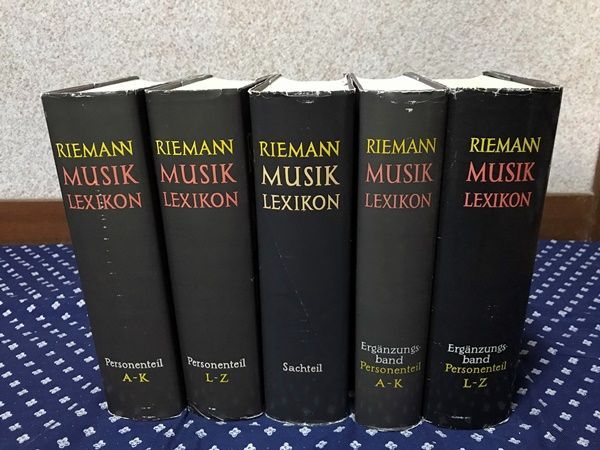 RIEMANN
MUSIK
LEXIKON
Personenteil
A-K
RIEMANN
MUSIK
LEXIKON
Personenteil
L-Z
RIEMANN
MUSIK
LEXIKON
Sachteil
RIEMANN
MUSIK
LEXIKON
Ergänzungs-
band Personenteil
A-K
RIEMANN
MUSIK
LEXIKON
Ergänzungs-
band Personenteil
L-Z